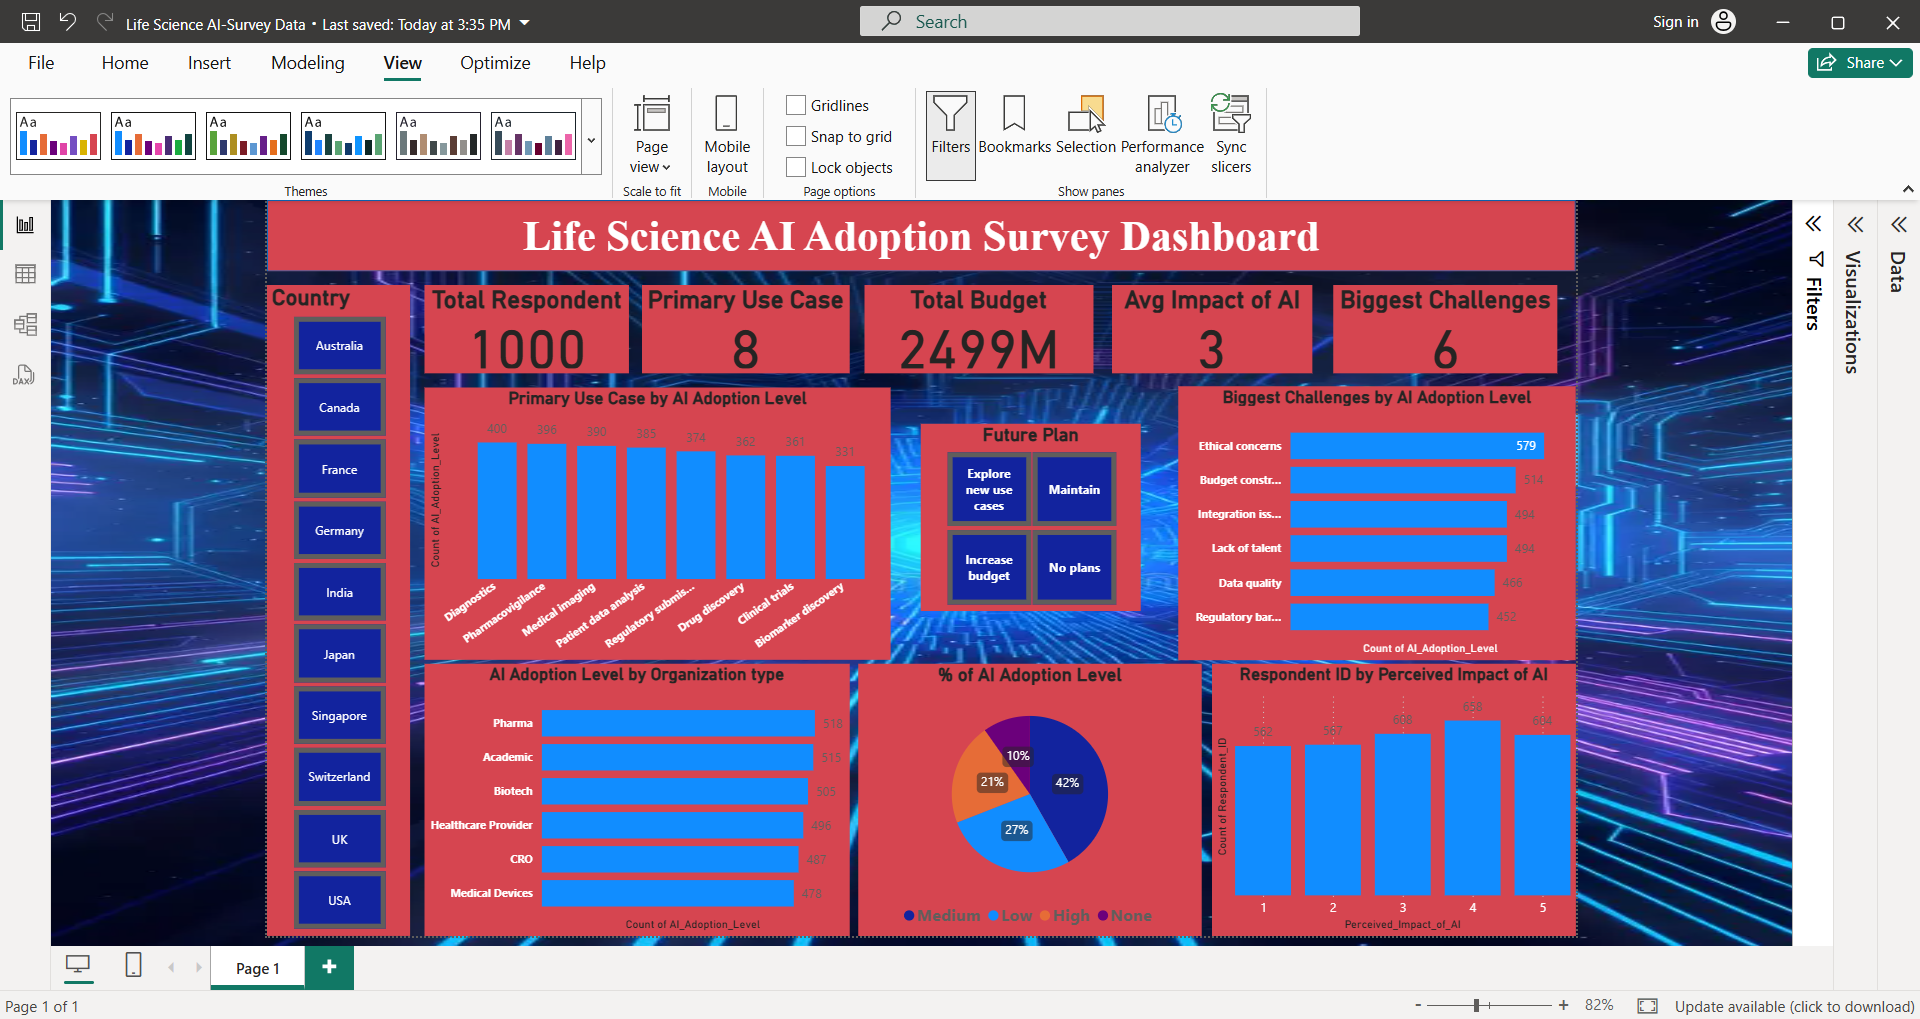 Life Science AI-Survey Data • Last saved: Today at 3:35 PM
Search
Sign in
File Home Insert Modeling View Optimize Help
Share
Aa Aa Aa Aa Aa Aa
Themes
Page view
Scale to fit
Mobile layout
Mobile
Gridlines
Snap to grid
Lock objects
Page options
Filters
Bookmarks
Selection
Performance analyzer
Sync slicers
Show panes
DAX
Life Science AI Adoption Survey Dashboard
Country
Australia
Canada
France
Germany
India
Japan
Singapore
Switzerland
UK
USA
Total Respondent
1000
Primary Use Case
8
Total Budget
2499M
Avg Impact of AI
3
Biggest Challenges
6
Primary Use Case by AI Adoption Level
Count of AI_Adoption_Level
400 396 390 385 374 362 361 331
Diagnostics
Pharmacovigilance
Medical imaging
Patient data analysis
Regulatory submis...
Drug discovery
Clinical trials
Biomarker discovery
Future Plan
Explore new use cases
Maintain
Increase budget
No plans
Biggest Challenges by AI Adoption Level
Ethical concerns 579
Budget constr... 514
Integration iss... 494
Lack of talent 494
Data quality 466
Regulatory bar... 452
Count of AI_Adoption_Level
AI Adoption Level by Organization type
Pharma 518
Academic 515
Biotech 505
Healthcare Provider 496
CRO 487
Medical Devices 478
Count of AI_Adoption_Level
% of AI Adoption Level
10%
42%
21%
27%
Medium Low High None
Respondent ID by Perceived Impact of AI
Count of Respondent_ID
562 567 608 658 604
1 2 3 4 5
Perceived_Impact_of_AI
Filters
Visualizations
Data
Page 1
Page 1 of 1
- + 82%
Update available (click to download)